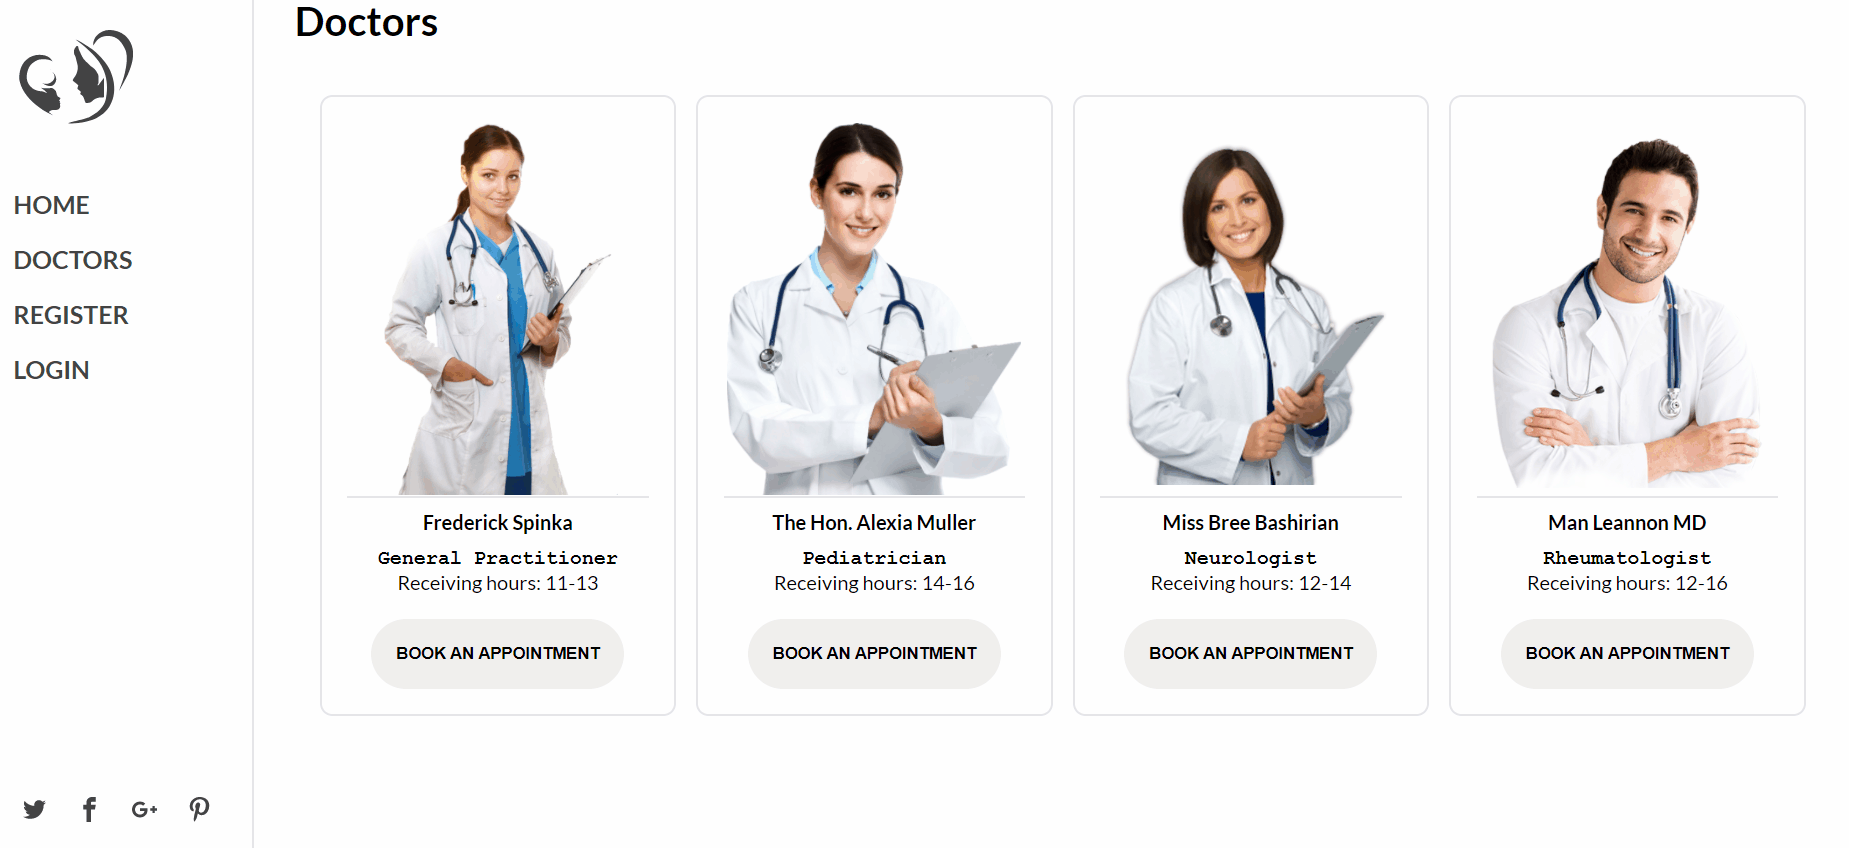 Doctors
HOME
DOCTORS
REGISTER
LOGIN
Frederick Spinka
General Practitioner
Receiving hours: 11-13
BOOK AN APPOINTMENT
The Hon. Alexia Muller
Pediatrician
Receiving hours: 14-16
BOOK AN APPOINTMENT
Miss Bree Bashirian
Neurologist
Receiving hours: 12-14
BOOK AN APPOINTMENT
Man Leannon MD
Rheumatologist
Receiving hours: 12-16
BOOK AN APPOINTMENT
G+